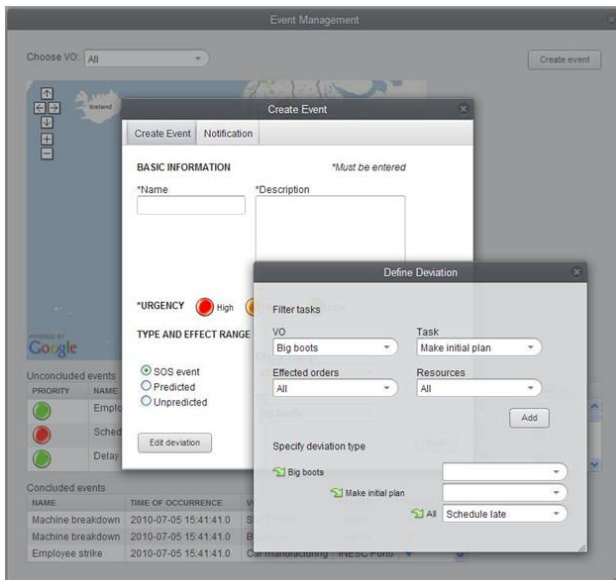 Event Management
Choose VO: All
Create event
Iceland
Create Event
Create Event Notification
BASIC INFORMATION *Must be entered
*Name *Description
*URGENCY High
TYPE AND EFFECT RANGE
SOS event
Predicted
Unpredicted
Edit deviation
Define Deviation
Filter tasks
VO Task
Big boots Make initial plan
Effected orders Resources
All All
Add
Specify deviation type
Big boots
Make initial plan
All Schedule late
POWERED BY
Google
Unconcluded events
PRIORITY NAME
Emplo
Sched
Delay
Concluded events
NAME TIME OF OCCURRENCE
Machine breakdown 2010-07-05 15:41:41.0
Machine breakdown 2010-07-05 15:41:41.0
Employee strike 2010-07-05 15:41:41.0 Car manufacturing INESC Porto